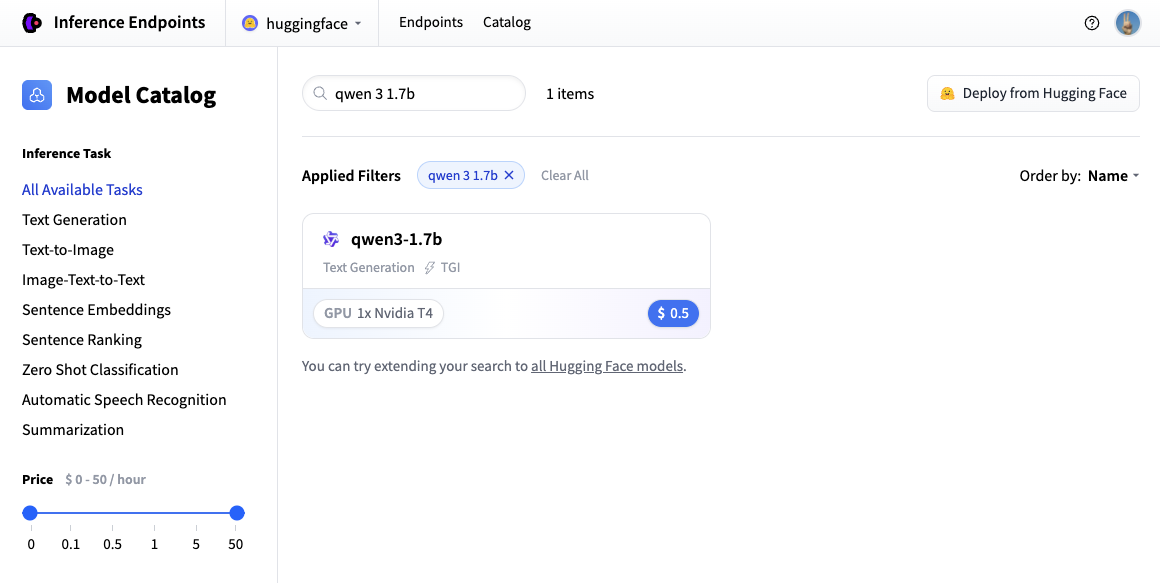 Inference Endpoints
huggingface
Endpoints
Catalog
Model Catalog
Inference Task
All Available Tasks
Text Generation
Text-to-Image
Image-Text-to-Text
Sentence Embeddings
Sentence Ranking
Zero Shot Classification
Automatic Speech Recognition
Summarization
Price $ 0 - 50 / hour
0 0.1 0.5 1 5 50
qwen 3 1.7b
1 items
Deploy from Hugging Face
Applied Filters
qwen 3 1.7b
Clear All
Order by: Name
qwen3-1.7b
Text Generation TGI
GPU 1x Nvidia T4
$ 0.5
You can try extending your search to all Hugging Face models.